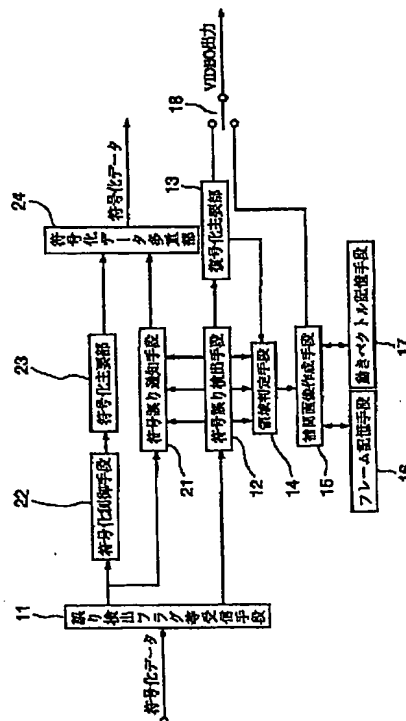 符号化データ
11
誤り検出フラグ等受信手段
22
符号化制御手段
23
符号化主要部
24
符号化データ多重部
符号化データ
21
符号誤り通知手段
12
符号誤り検出手段
13
復号化主要部
18
VIDEO出力
14
領域判定手段
15
補間画像作成手段
16
フレーム記憶手段
17
動きベクトル記憶手段